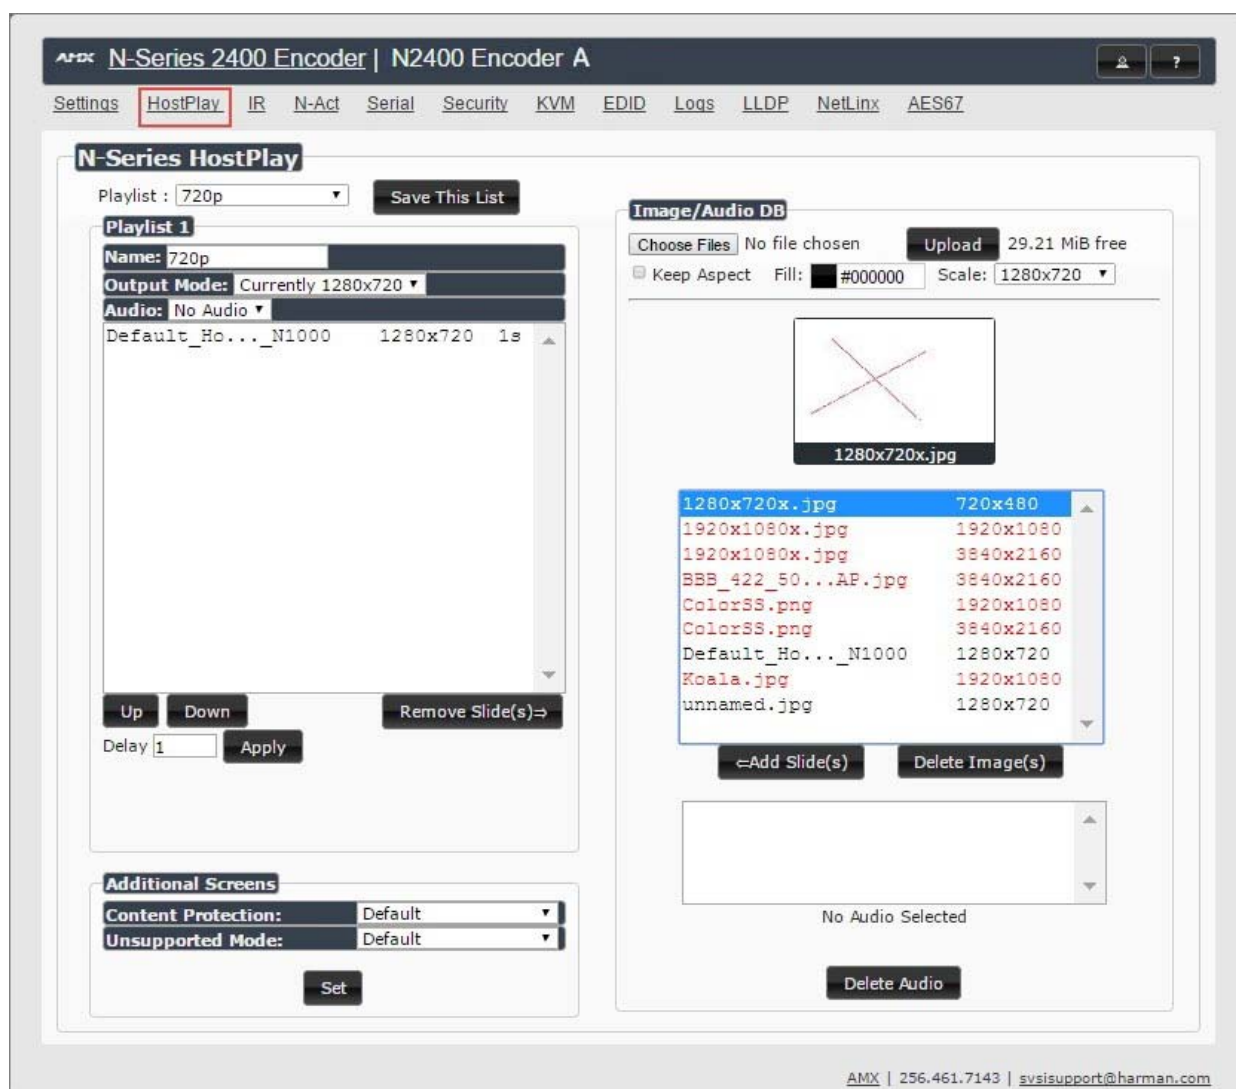 AMX N-Series 2400 Encoder | N2400 Encoder A ?
Settings HostPlay IR N-Act Serial Security KVM EDID Logs LLDP NetLinx AES67
N-Series HostPlay
Playlist : 720p Save This List
Playlist 1
Name: 720p
Output Mode: Currently 1280x720
Audio: No Audio
Default_Ho..._N1000 1280x720 1s
Up Down Remove Slide(s)⇒
Delay 1 Apply
Additional Screens
Content Protection: Default
Unsupported Mode: Default
Set
Image/Audio DB
Choose Files No file chosen Upload 29.21 MiB free
Keep Aspect Fill: #000000 Scale: 1280x720
1280x720x.jpg
1280x720x.jpg 720x480
1920x1080x.jpg 1920x1080
1920x1080x.jpg 3840x2160
BBB_422_50...AP.jpg 3840x2160
ColorSS.png 1920x1080
ColorSS.png 3840x2160
Default_Ho..._N1000 1280x720
Koala.jpg 1920x1080
unnamed.jpg 1280x720
⇐Add Slide(s) Delete Image(s)
No Audio Selected
Delete Audio
AMX | 256.461.7143 | svsisupport@harman.com